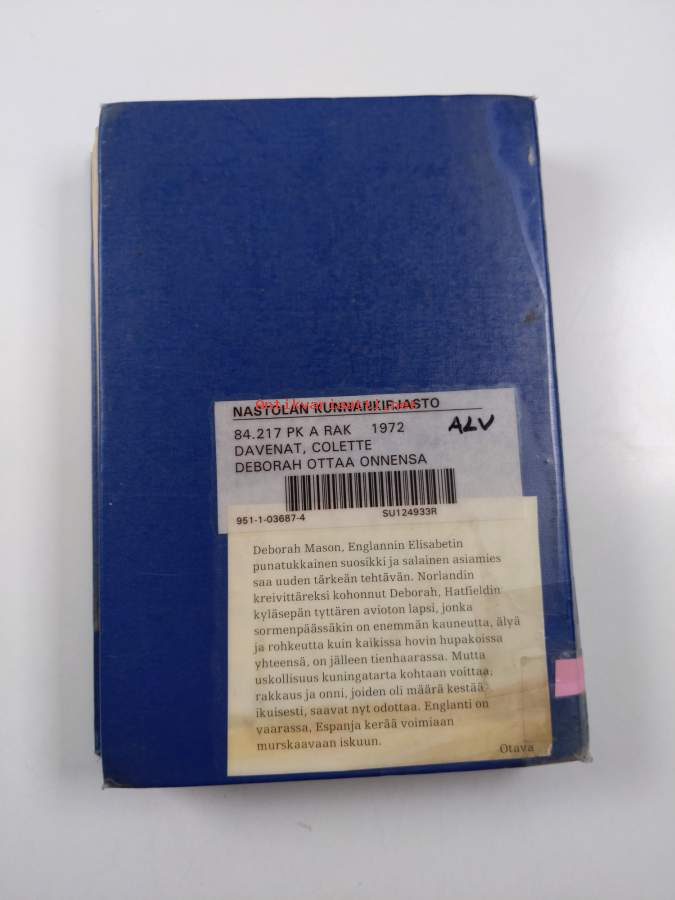 NASTOLAN KUNNANKIRJASTO
Antikvariaatti.net
84.217 PK A RAK 1972 ALV
DAVENAT, COLETTE
DEBORAH OTTAA ONNENSA
951-1-03687-4 SU124933R
Deborah Mason, Englannin Elisabetin
punatukkainen suosikki ja salainen asiamies
saa uuden tärkeän tehtävän. Norlandin
kreivittäreksi kohonnut Deborah, Hatfieldin
kyläsepän tyttären avioton lapsi, jonka
sormenpäässäkin on enemmän kauneutta, älyä
ja rohkeutta kuin kaikissa hovin hupakoissa
yhteensä, on jälleen tienhaarassa. Mutta
uskollisuus kuningatarta kohtaan voittaa,
rakkaus ja onni, joiden oli määrä kestää
ikuisesti, saavat nyt odottaa. Englanti on
vaarassa, Espanja kerää voimiaan
murskaavaan iskuun.
Otava